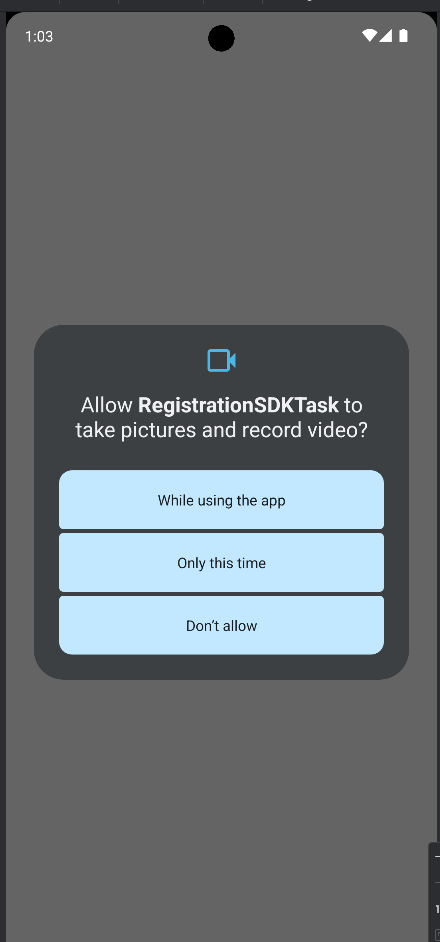 1:03
Allow RegistrationSDKTask to
take pictures and record video?
While using the app
Only this time
Don't allow